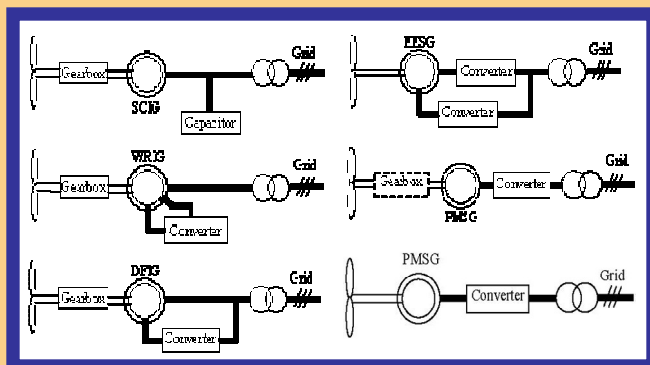 Gearbox
SCIG
Grid
Capacitor
EESG
Converter
Converter
Grid
WRIG
Gearbox
Converter
Grid
Gearbox
PMSG
Converter
Grid
DFIG
Gearbox
Converter
Grid
PMSG
Converter
Grid